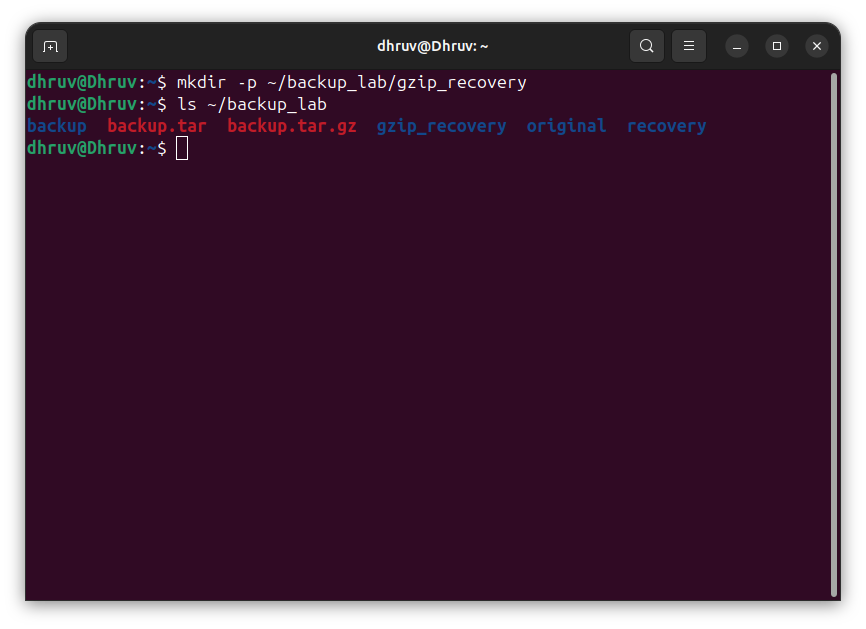 dhruv@Dhruv: ~
dhruv@Dhruv:~$ mkdir -p ~/backup_lab/gzip_recovery
dhruv@Dhruv:~$ ls ~/backup_lab
backup  backup.tar  backup.tar.gz  gzip_recovery  original  recovery
dhruv@Dhruv:~$